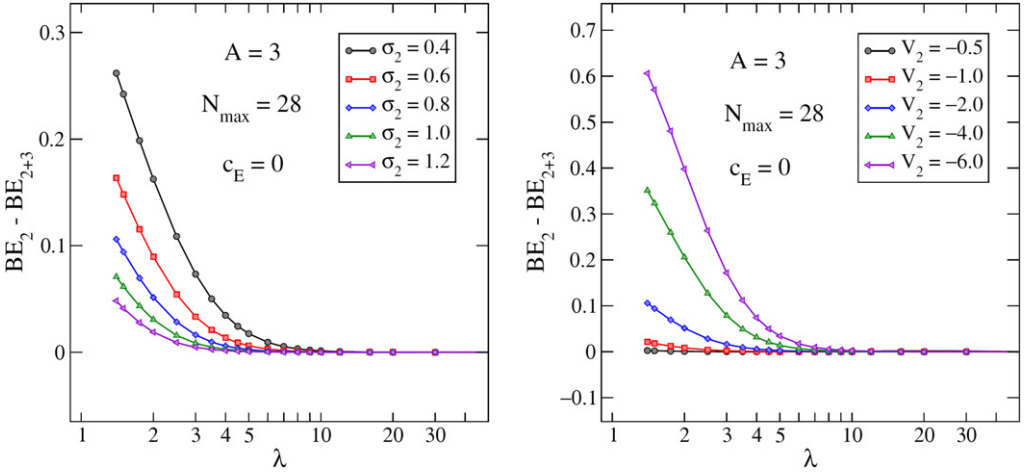 0.3
0.2
0.1
0
BE₂ - BE₂₊₃
A = 3
N_max = 28
c_E = 0
σ₂ = 0.4
σ₂ = 0.6
σ₂ = 0.8
σ₂ = 1.0
σ₂ = 1.2
1 2 3 4 5 10 20 30
λ
0.7
0.6
0.5
0.4
0.3
0.2
0.1
0
−0.1
BE₂ - BE₂₊₃
A = 3
N_max = 28
c_E = 0
V₂ = −0.5
V₂ = −1.0
V₂ = −2.0
V₂ = −4.0
V₂ = −6.0
1 2 3 4 5 10 20 30
λ